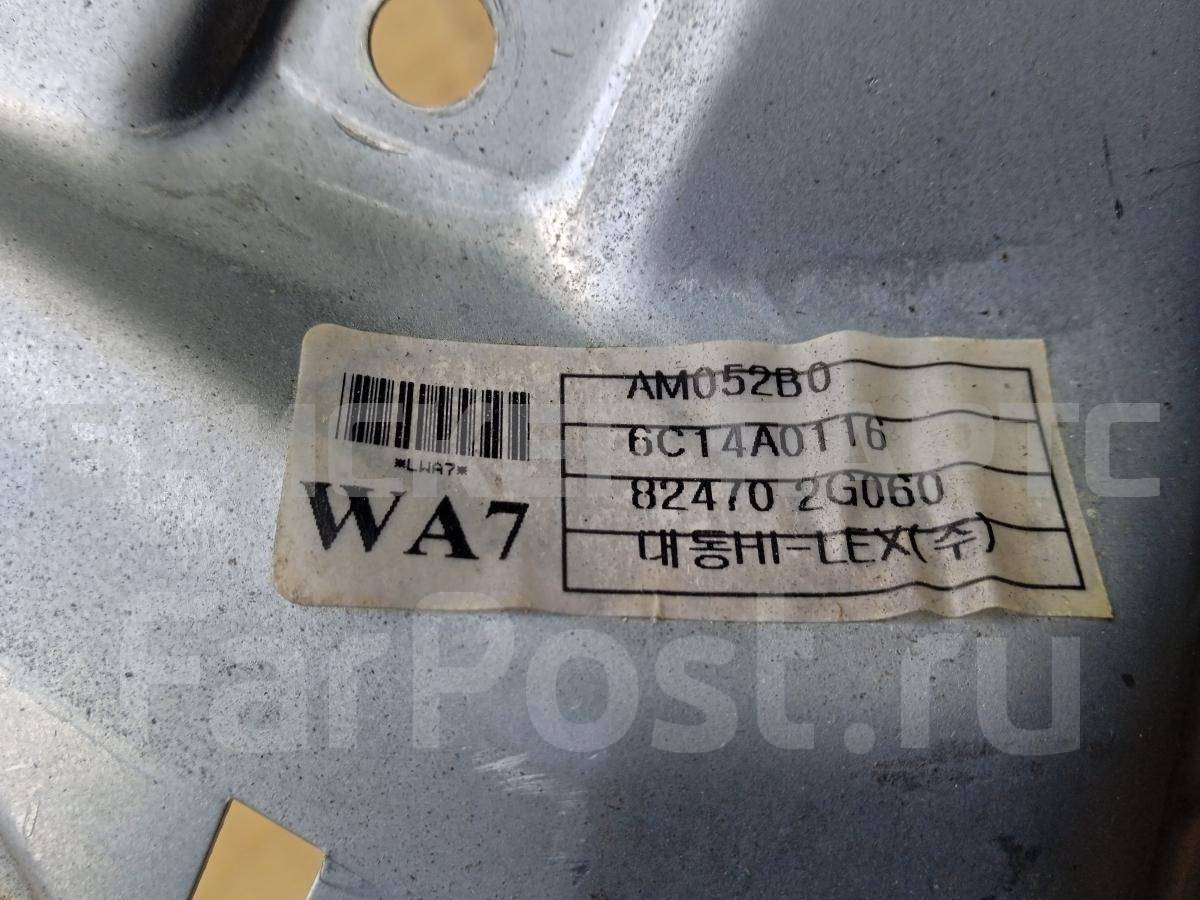 *LWA7*
WA7
AM052B0
6C14A0116
82470 2G060
대동HI-LEX(주)
FarPost.ru